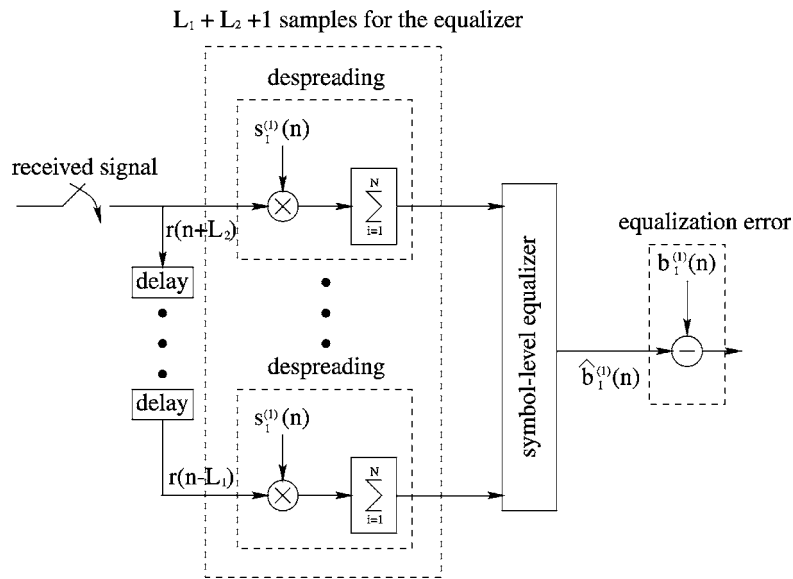 L₁ + L₂ +1 samples for the equalizer
despreading
s₁⁽¹⁾(n)
received signal
N
∑
i=1
r(n+L₂)
delay
equalization error
b₁⁽¹⁾(n)
symbol-level equalizer
b̂₁⁽¹⁾(n)
delay
despreading
s₁⁽¹⁾(n)
r(n–L₁)
N
∑
i=1